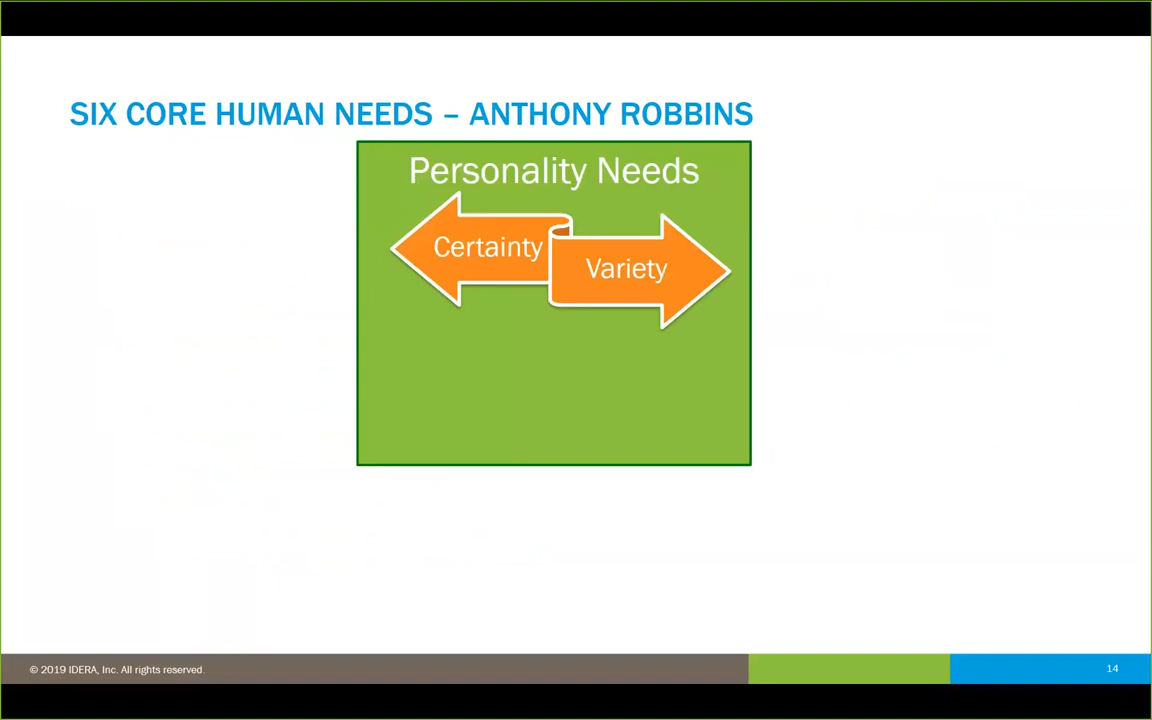 SIX CORE HUMAN NEEDS – ANTHONY ROBBINS
Personality Needs
Certainty
Variety
© 2019 IDERA, Inc. All rights reserved.
14